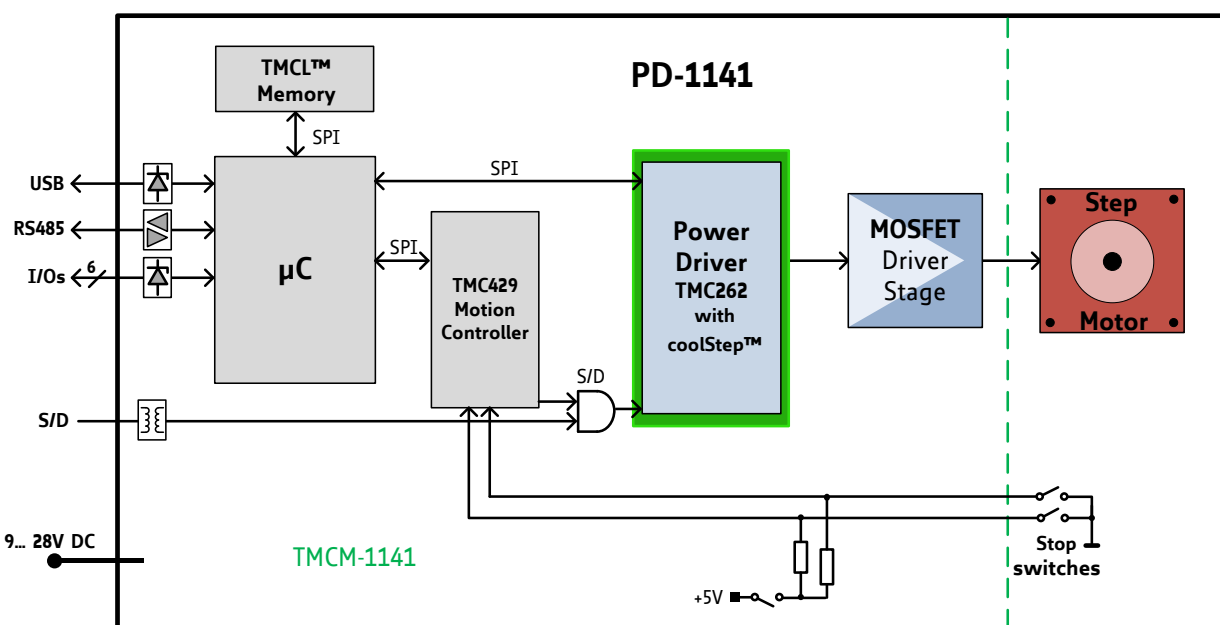 TMCL™
Memory
PD-1141
SPI
USB
RS485
I/Os
6
µC
SPI
SPI
TMC429
Motion
Controller
Power
Driver
TMC262
with
coolStep™
MOSFET
Driver
Stage
Step
Motor
S/D
S/D
9... 28V DC
TMCM-1141
+5V
Stop
switches